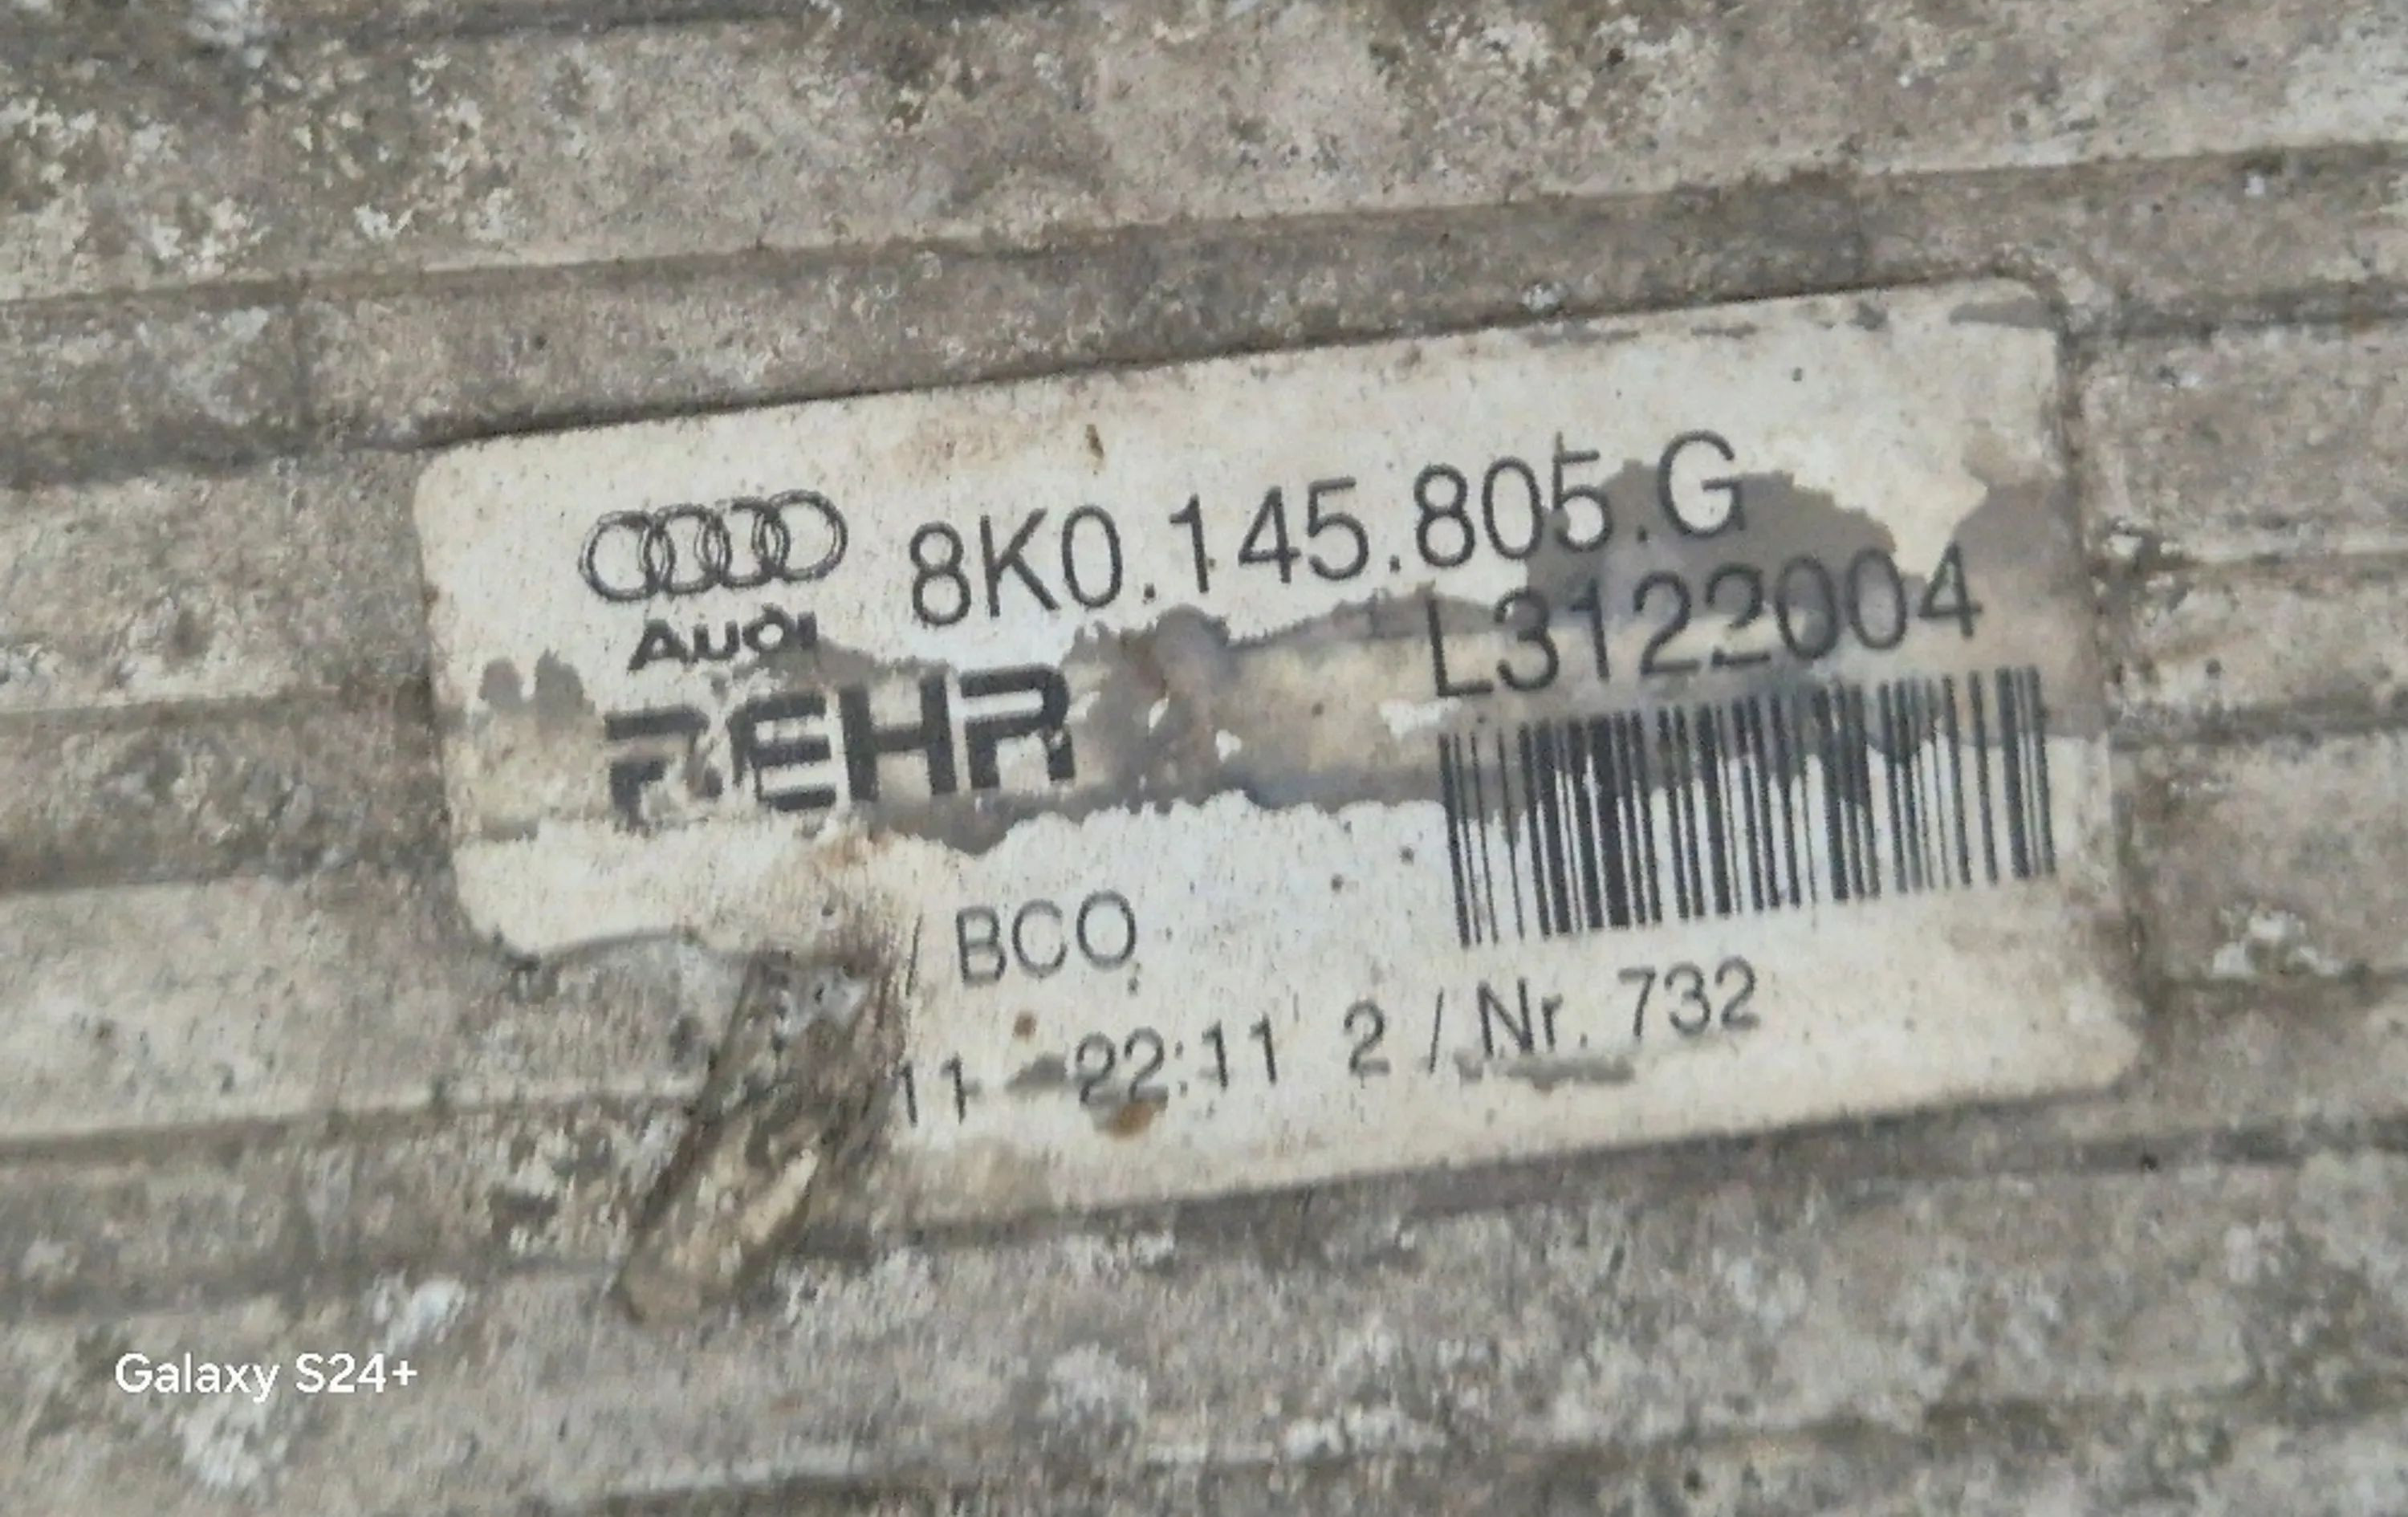 8K0.145.805.G
Audi
L3122004
BEHR
/ BCO
11 22:11 2 / Nr. 732
Galaxy S24+